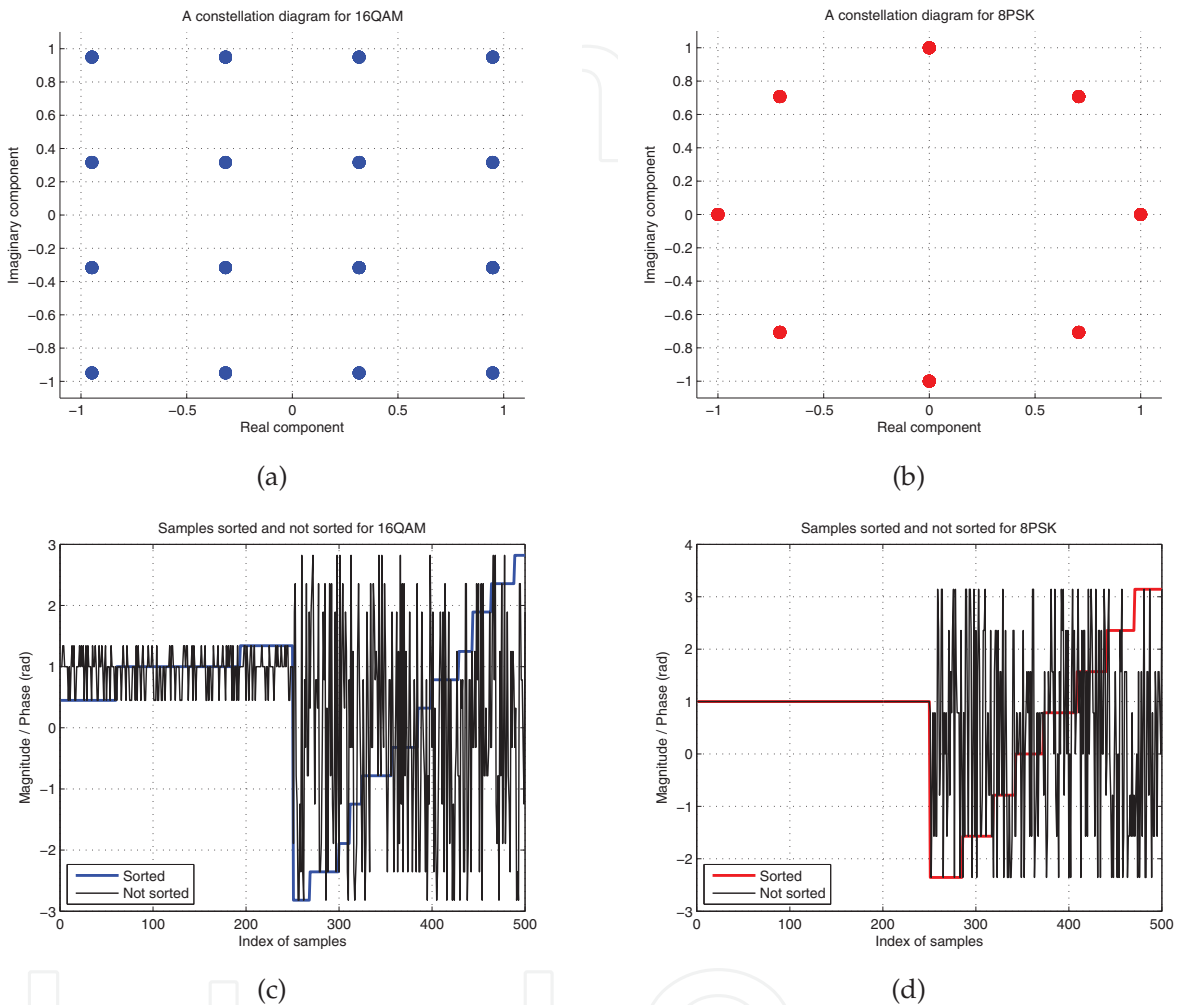 A constellation diagram for 16QAM
1
0.8
0.6
0.4
0.2
0
−0.2
−0.4
−0.6
−0.8
−1
Imaginary component
−1 −0.5 0 0.5 1
Real component
(a)
A constellation diagram for 8PSK
1
0.8
0.6
0.4
0.2
0
−0.2
−0.4
−0.6
−0.8
−1
Imaginary component
−1 −0.5 0 0.5 1
Real component
(b)
Samples sorted and not sorted for 16QAM
3
2
1
0
−1
−2
−3
Magnitude / Phase (rad)
Sorted
Not sorted
0 100 200 300 400 500
Index of samples
(c)
Samples sorted and not sorted for 8PSK
4
3
2
1
0
−1
−2
−3
Magnitude / Phase (rad)
Sorted
Not sorted
0 100 200 300 400 500
Index of samples
(d)